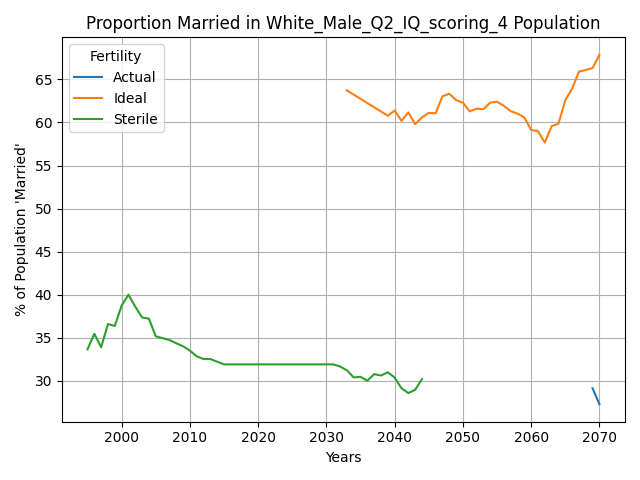 Proportion Married in White_Male_Q2_IQ_scoring_4 Population
Fertility
Actual
Ideal
Sterile
% of Population 'Married'
65
60
55
50
45
40
35
30
2000 2010 2020 2030 2040 2050 2060 2070
Years